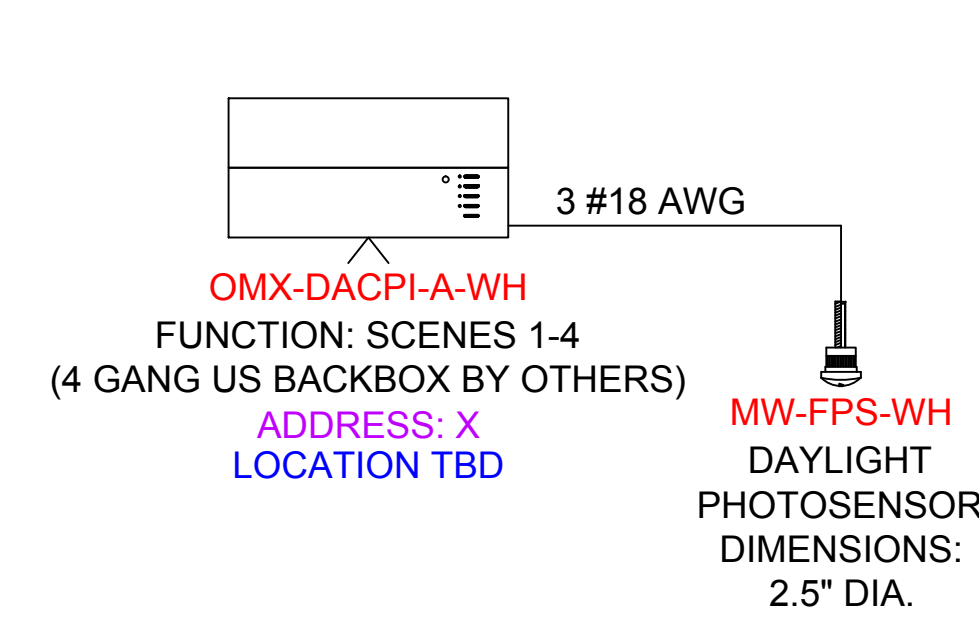 3 #18 AWG
OMX-DACPI-A-WH
FUNCTION: SCENES 1-4
(4 GANG US BACKBOX BY OTHERS)
ADDRESS: X
LOCATION TBD
MW-FPS-WH
DAYLIGHT
PHOTOSENSOR
DIMENSIONS:
2.5" DIA.